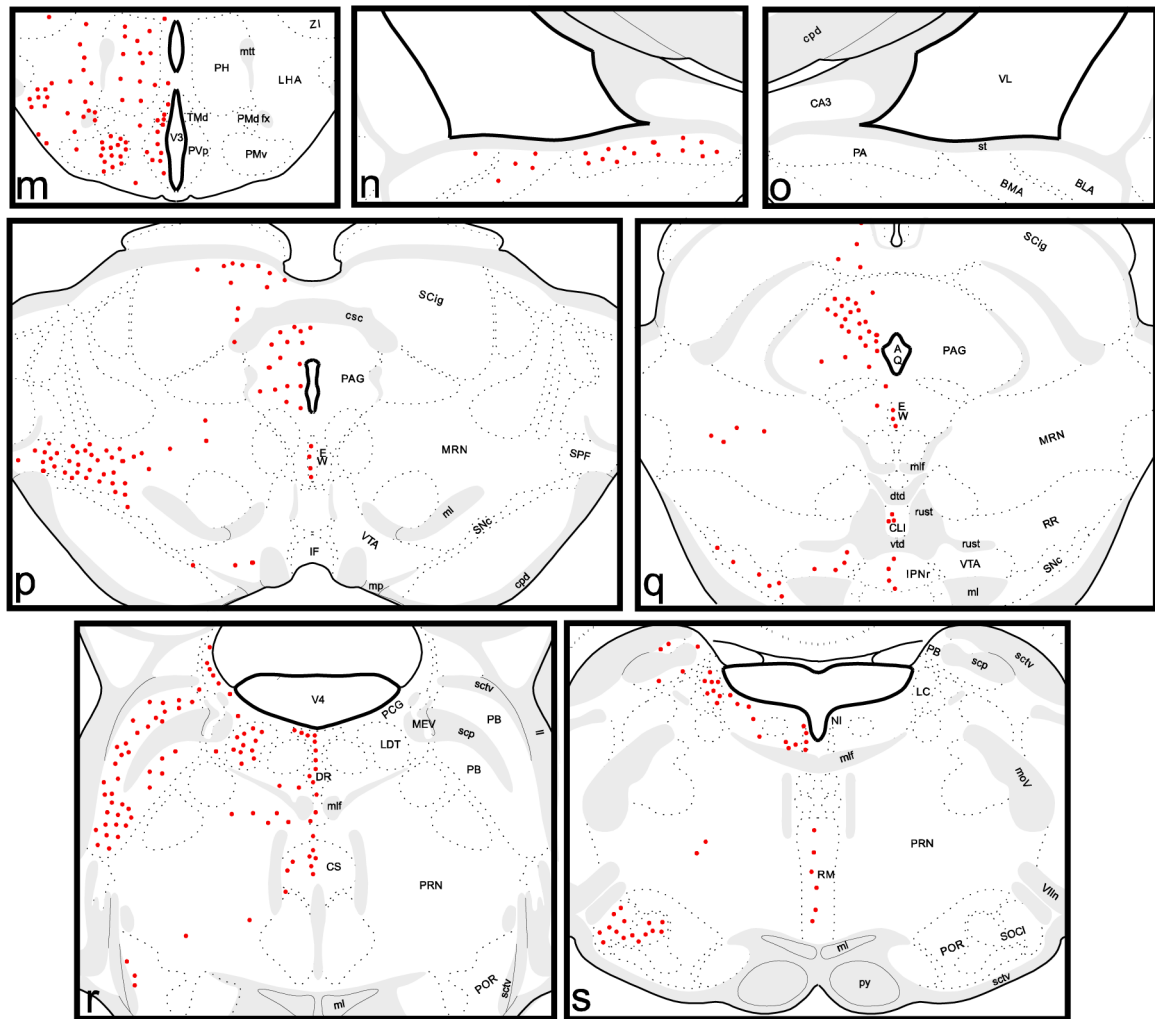 ZI
mtt
PH
LHA
TMd
PMd fx
V3
PVp
PMv
m
n
cpd
VL
CA3
PA
st
BMA
BLA
o
SCig
csc
PAG
E
W
MRN
SPF
ml
SNc
VTA
IF
mp
cpd
p
SCig
A
Q
PAG
E
W
MRN
mlf
dtd
rust
CLI
RR
vtd
rust
VTA
SNc
IPNr
ml
q
V4
sctv
PCG
MEV
PB
ll
scp
LDT
PB
DR
mlf
CS
PRN
POR
sctv
ml
r
PB
scp
sctv
LC
NI
mlf
moV
PRN
RM
VIIn
SOCl
POR
ml
py
sctv
s